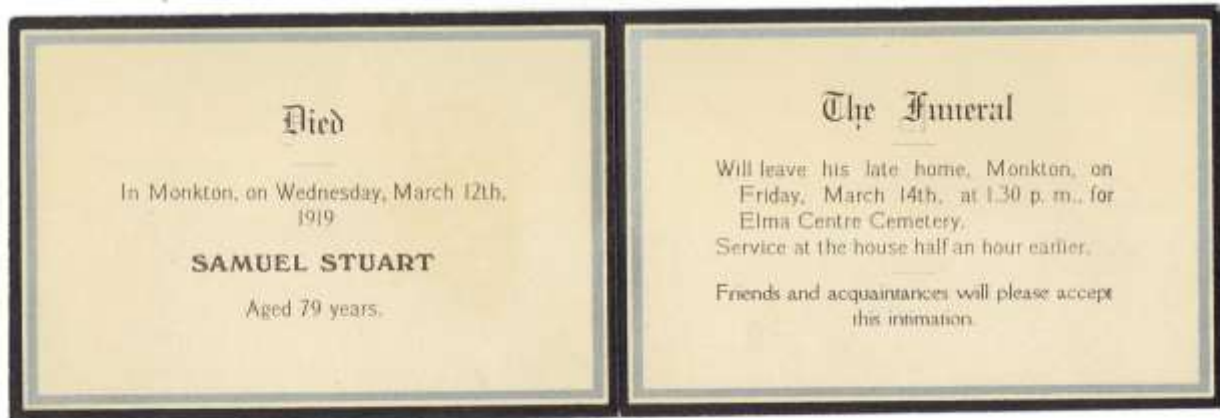 Died
In Monkton, on Wednesday, March 12th,
1919
SAMUEL STUART
Aged 79 years.
The Funeral
Will leave his late home, Monkton, on
Friday, March 14th, at 1.30 p. m., for
Elma Centre Cemetery.
Service at the house half an hour earlier.
Friends and acquaintances will please accept
this intimation.